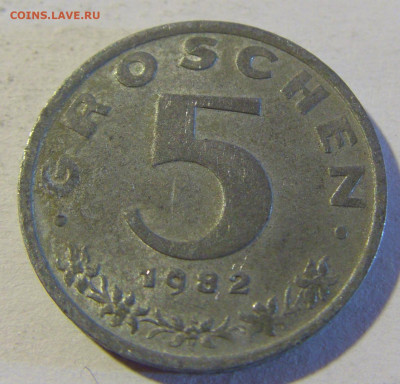 COINS.LAVE.RU
· GROSCHEN ·
5
1982